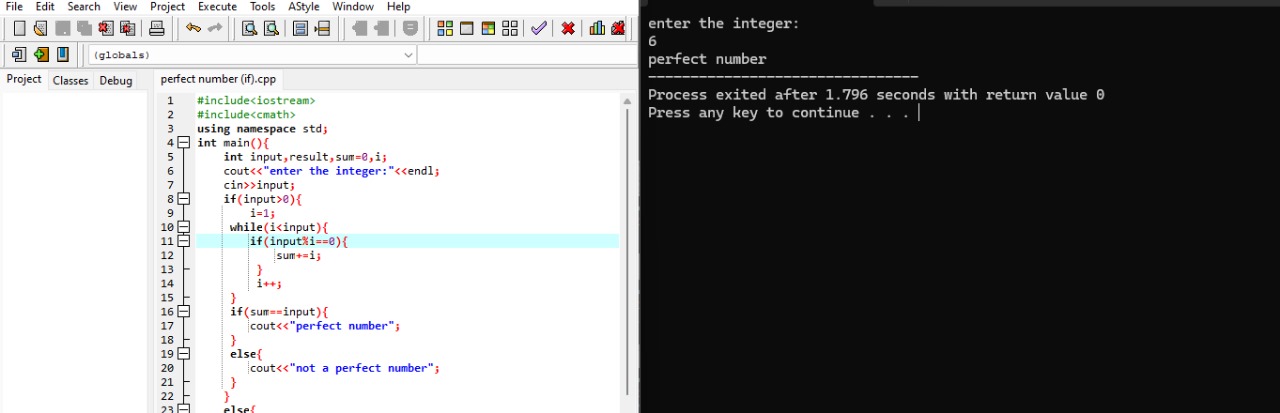 File Edit Search View Project Execute Tools AStyle Window Help
(globals)
Project Classes Debug
perfect number (if).cpp
1 #include<iostream>
2 #include<cmath>
3 using namespace std;
4 int main(){
5 int input,result,sum=0,i;
6 cout<<"enter the integer:"<<endl;
7 cin>>input;
8 if(input>0){
9 i=1;
10 while(i<input){
11 if(input%i==0){
12 sum+=i;
13 }
14 i++;
15 }
16 if(sum==input){
17 cout<<"perfect number";
18 }
19 else{
20 cout<<"not a perfect number";
21 }
22 }
23 else{
enter the integer:
6
perfect number
--------------------------------
Process exited after 1.796 seconds with return value 0
Press any key to continue . . .